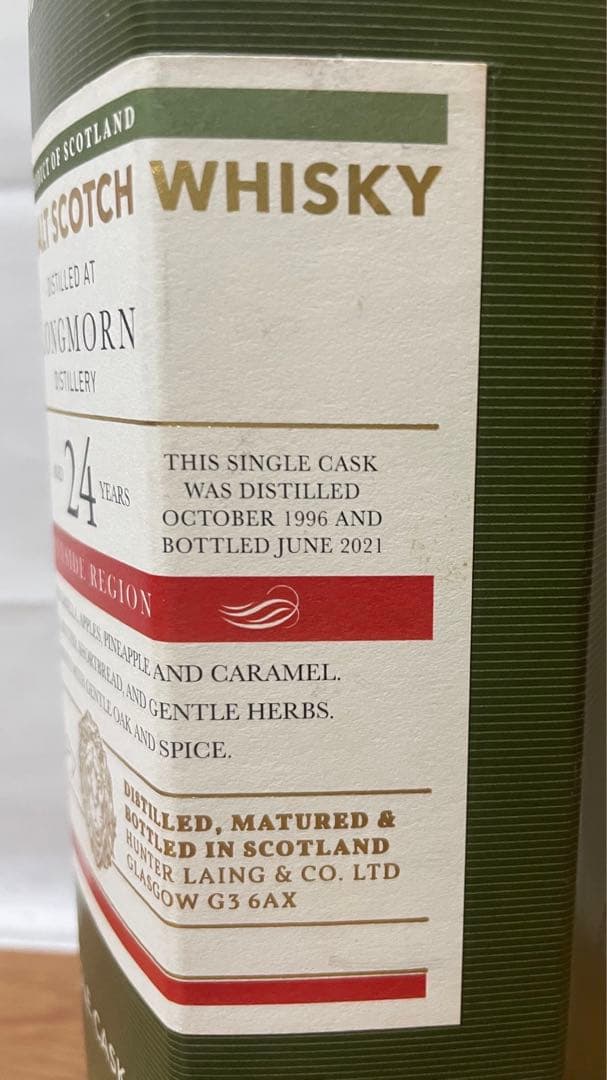 OF SCOTLAND
SCOTCH WHISKY
DISTILLED AT
DISTILLERY
24 YEARS
THIS SINGLE CASK
WAS DISTILLED
OCTOBER 1996 AND
BOTTLED JUNE 2021
REGION
APPLES, PINEAPPLE AND CARAMEL.
SHORTBREAD, AND GENTLE HERBS.
GENTLE OAK AND SPICE.
DISTILLED, MATURED &
BOTTLED IN SCOTLAND
HUNTER LAING & CO. LTD
GLASGOW G3 6AX
CASK